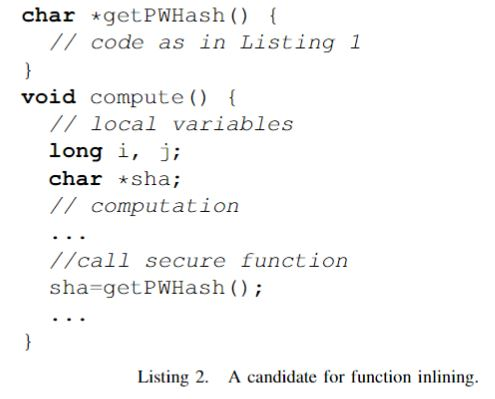 char *getPWHash() {
// code as in Listing 1
}
void compute() {
// local variables
long i, j;
char *sha;
// computation
...
//call secure function
sha=getPWHash();
...
}
Listing 2. A candidate for function inlining.